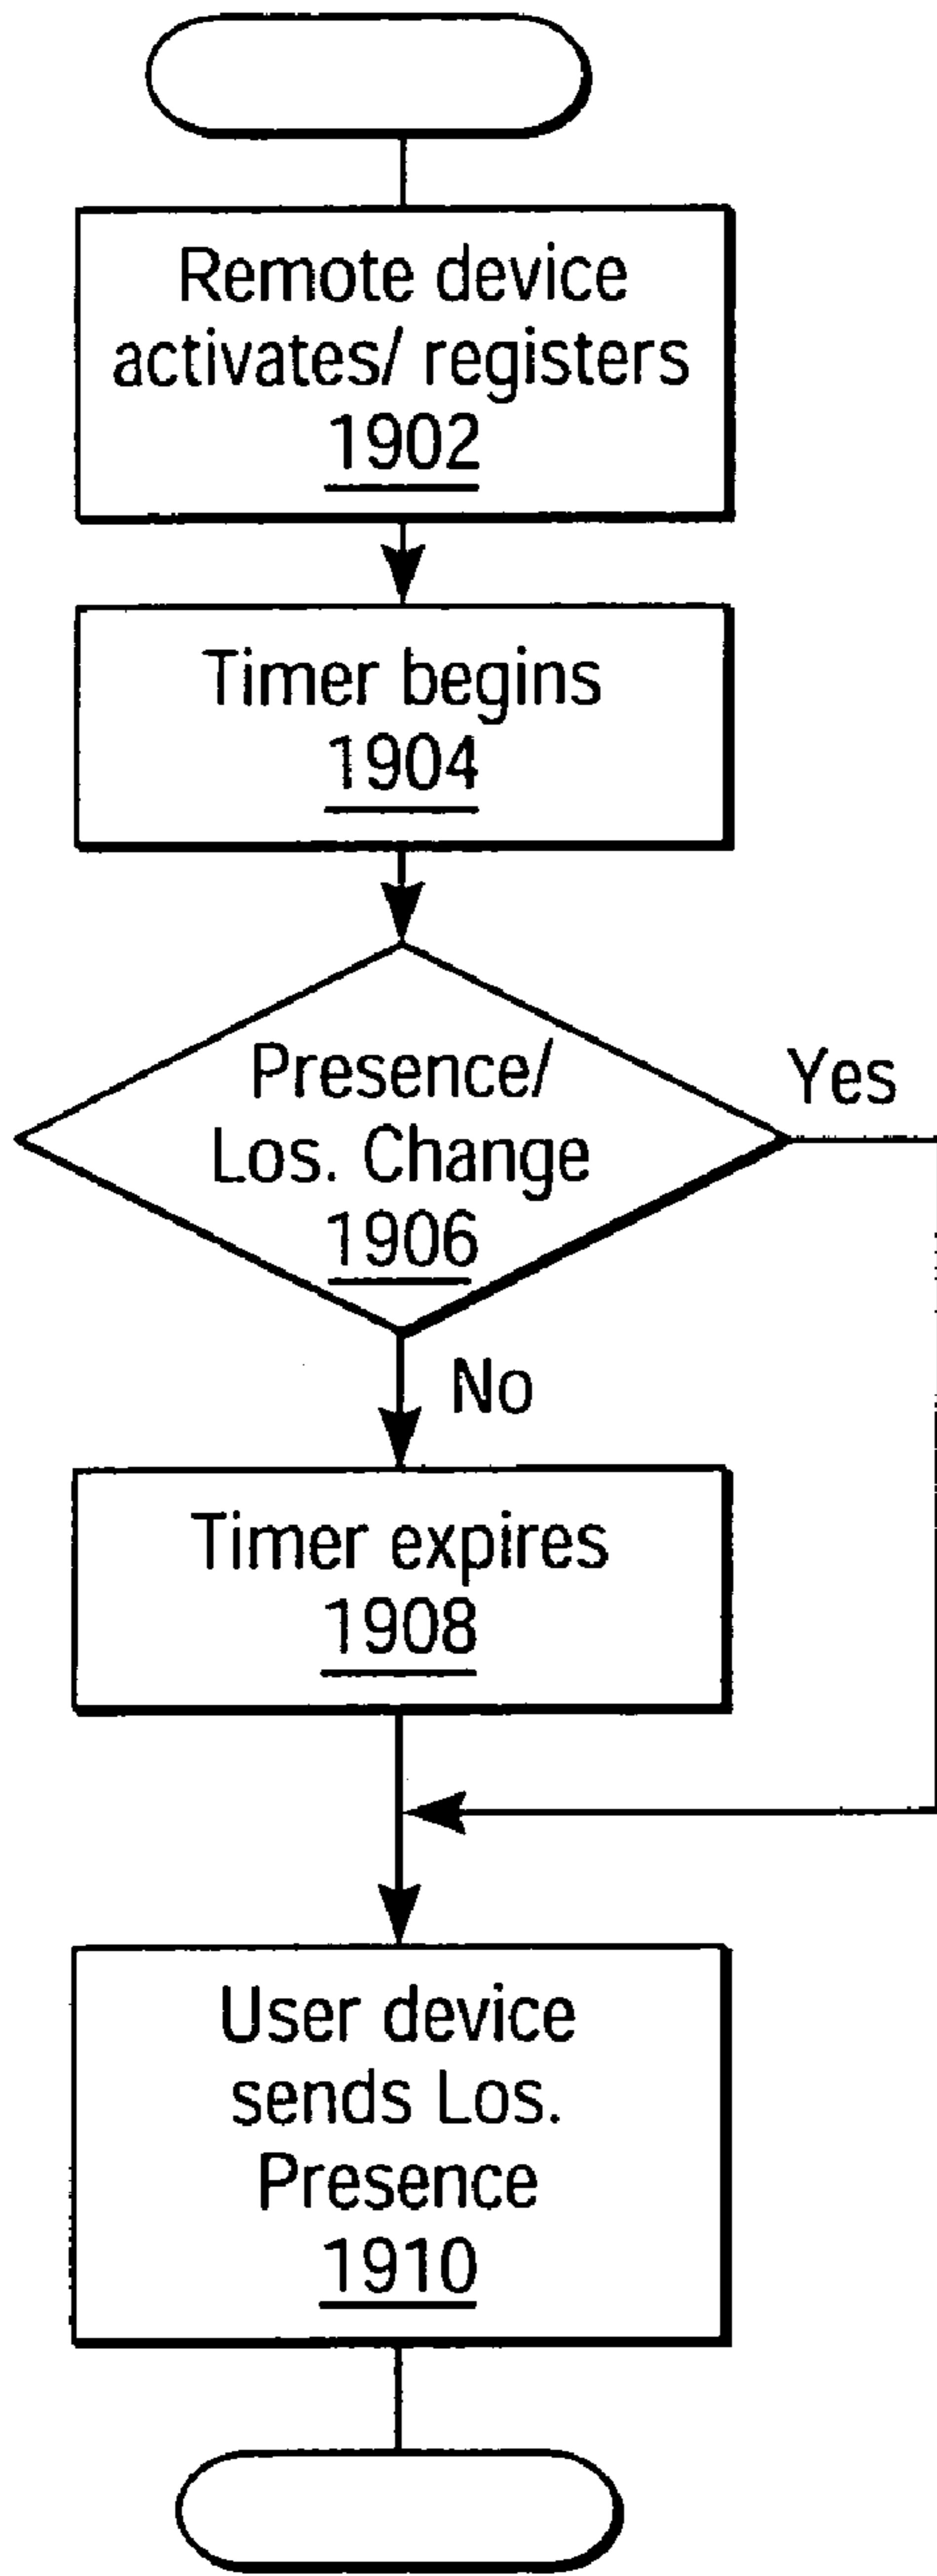 Remote device
activates/ registers
1902
Timer begins
1904
Presence/
Los. Change
1906
Yes
No
Timer expires
1908
User device
sends Los.
Presence
1910